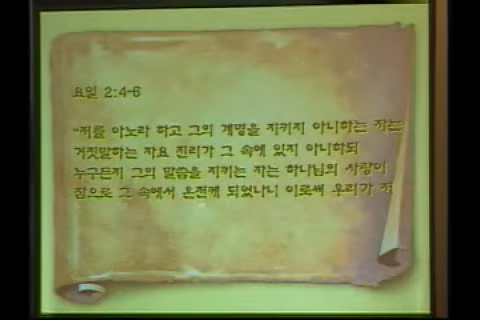 요일 2:4-6
"저를 아노라 하고 그의 계명을 지키지 아니하는 자는
거짓말하는 자요 진리가 그 속에 있지 아니하되
누구든지 그의 말씀을 지키는 자는 하나님의 사랑이
참으로 그 속에서 온전케 되었나니 이로써 우리가 저